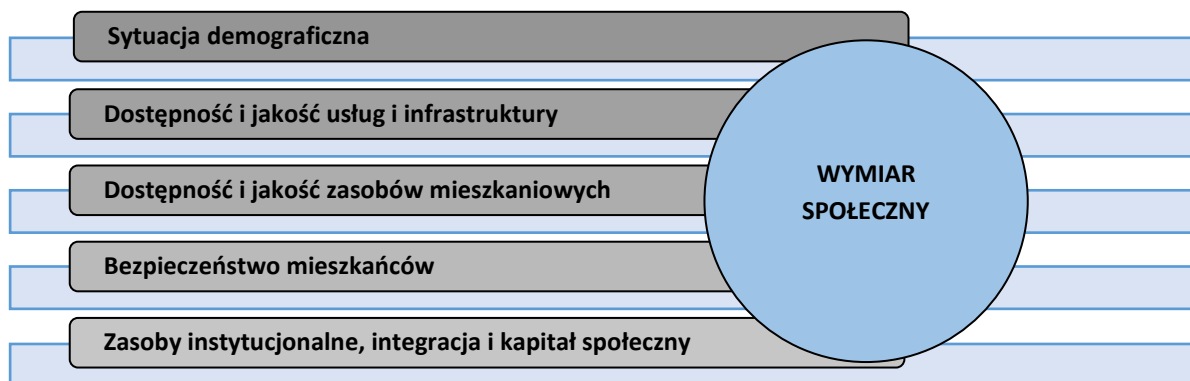 Sytuacja demograficzna
Dostępność i jakość usług i infrastruktury
Dostępność i jakość zasobów mieszkaniowych
Bezpieczeństwo mieszkańców
Zasoby instytucjonalne, integracja i kapitał społeczny
WYMIAR
SPOŁECZNY